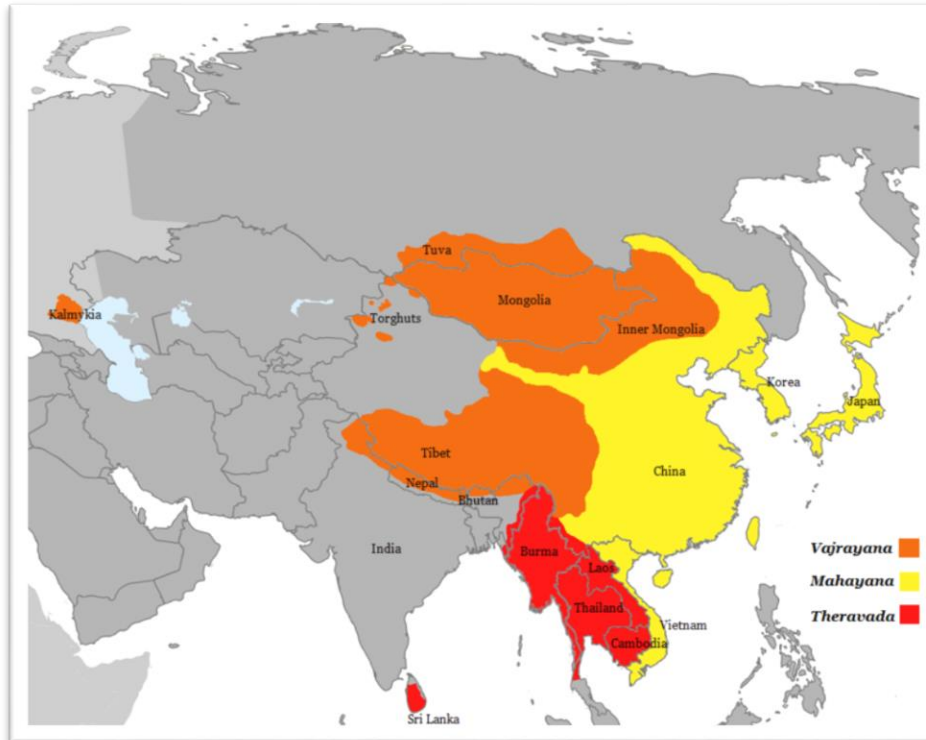 Tuva
Mongolia
Kalmykia
Torghuts
Inner Mongolia
Korea
Japan
Tibet
China
Nepal
Bhutan
India
Burma
Laos
Thailand
Vietnam
Cambodia
Sri Lanka
Vajrayana
Mahayana
Theravada